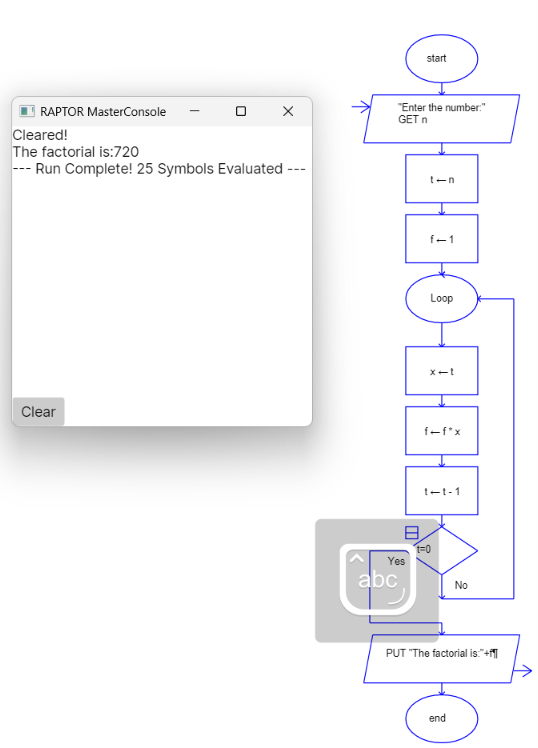 RAPTOR MasterConsole
Cleared!
The factorial is:720
--- Run Complete! 25 Symbols Evaluated ---
Clear
start
"Enter the number:"
GET n
t ← n
f ← 1
Loop
x ← t
f ← f * x
t ← t - 1
t=0
Yes
abc
No
PUT "The factorial is:"+f¶
end